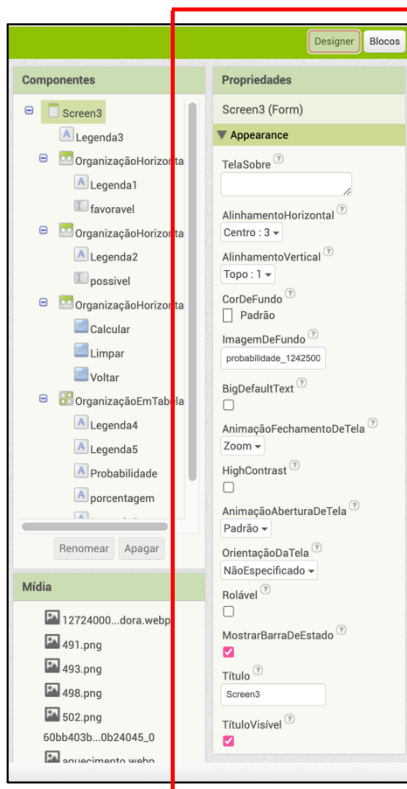 Designer Blocos
Componentes
Screen3
Legenda3
OrganizaçãoHorizonta
Legenda1
favoravel
OrganizaçãoHorizonta
Legenda2
possivel
OrganizaçãoHorizonta
Calcular
Limpar
Voltar
OrganizaçãoEmTabela
Legenda4
Legenda5
Probabilidade
porcentagem
Renomear Apagar
Mídia
12724000...dora.webp
491.png
493.png
498.png
502.png
60bb403b...0b24045_0
aquecimento.webp
Propriedades
Screen3 (Form)
Appearance
TelaSobre ?
AlinhamentoHorizontal ?
Centro : 3
AlinhamentoVertical ?
Topo : 1
CorDeFundo ?
Padrão
ImagemDeFundo ?
probabilidade_1242500
BigDefaultText ?
AnimaçãoFechamentoDeTela ?
Zoom
HighContrast ?
AnimaçãoAberturaDeTela ?
Padrão
OrientaçãoDaTela ?
NãoEspecificado
Rolável ?
MostrarBarraDeEstado ?
Título ?
Screen3
TítuloVisível ?